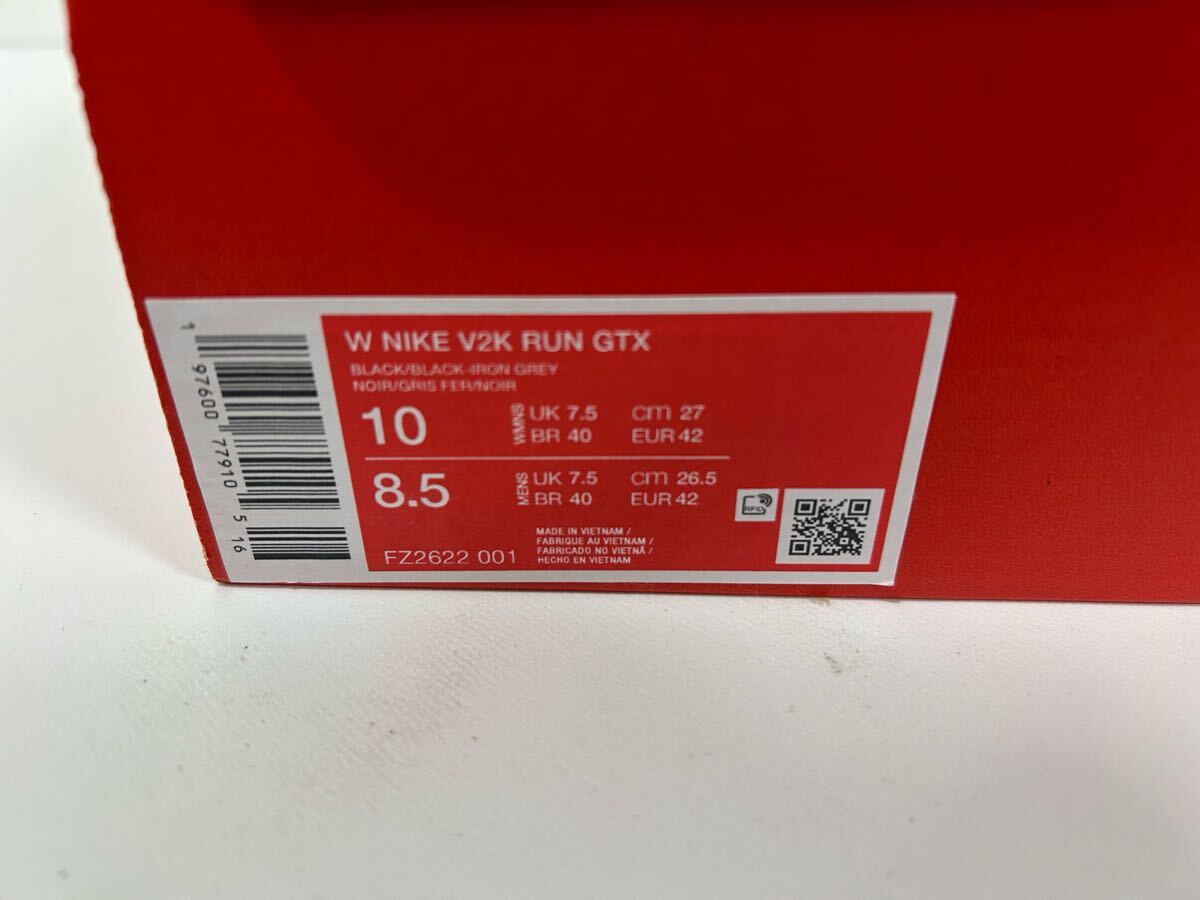 W NIKE V2K RUN GTX
BLACK/BLACK-IRON GREY
NOIR/GRIS FER/NOIR
10 WMNS UK 7.5 cm 27
BR 40 EUR 42
8.5 MENS UK 7.5 cm 26.5
BR 40 EUR 42
FZ2622 001
MADE IN VIETNAM /
FABRIQUE AU VIETNAM /
FABRICADO NO VIETNÃ /
HECHO EN VIETNAM
RFID
1 97600 77910 5 16